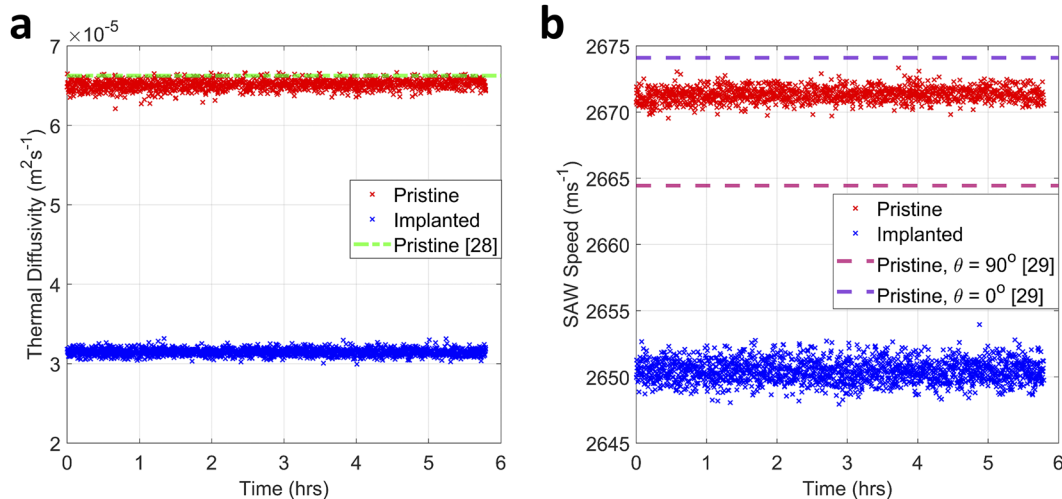 a
× 10⁻⁵
7
6
5
4
3
2
Thermal Diffusivity (m²s⁻¹)
Pristine
Implanted
Pristine [28]
0 1 2 3 4 5 6
Time (hrs)
b
2675
2670
2665
2660
2655
2650
2645
SAW Speed (ms⁻¹)
Pristine
Implanted
Pristine, θ = 90° [29]
Pristine, θ = 0° [29]
0 1 2 3 4 5 6
Time (hrs)